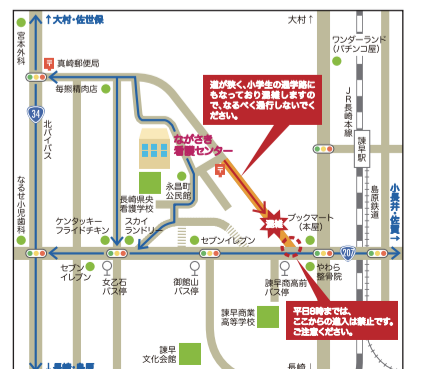 ↑大村・佐世保
大村↑
宮本外科
真崎郵便局
ワンダーランド
(パチンコ屋)
毎熊精肉店
道が狭く、小学生の通学路に
もなっており混雑しますの
で、なるべく通行しないでく
ださい。
34
北バイパス
ながさき
看護センター
JR長崎本線
諫早駅
島原鉄道
小長井・佐賀→
長崎県央
看護学校
永昌町
公民館
なるせ小児歯科
ケンタッキー
フライドチキン
スカイ
ランドリー
セブンイレブン
ブックマート
(本屋)
207
セブン
イレブン
女乙石
バス停
御館山
バス停
諫早商高前
バス停
やわら
整骨院
平日8時までは、
ここからの進入は禁止です。
ご注意ください。
諫早商業
高等学校
諫早
文化会館
↓長崎・島原
長崎↓